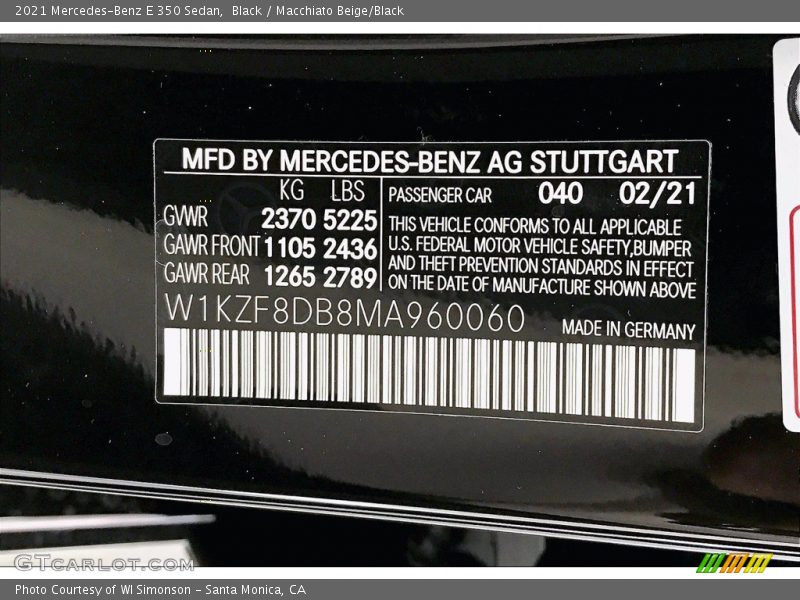 2021 Mercedes-Benz E 350 Sedan,  Black / Macchiato Beige/Black
MFD BY MERCEDES-BENZ AG STUTTGART
KG LBS
GWR 2370 5225
GAWR FRONT 1105 2436
GAWR REAR 1265 2789
PASSENGER CAR 040 02/21
THIS VEHICLE CONFORMS TO ALL APPLICABLE
U.S. FEDERAL MOTOR VEHICLE SAFETY,BUMPER
AND THEFT PREVENTION STANDARDS IN EFFECT
ON THE DATE OF MANUFACTURE SHOWN ABOVE
W1KZF8DB8MA960060
MADE IN GERMANY
GTCARLOT.COM
Photo Courtesy of WI Simonson - Santa Monica, CA